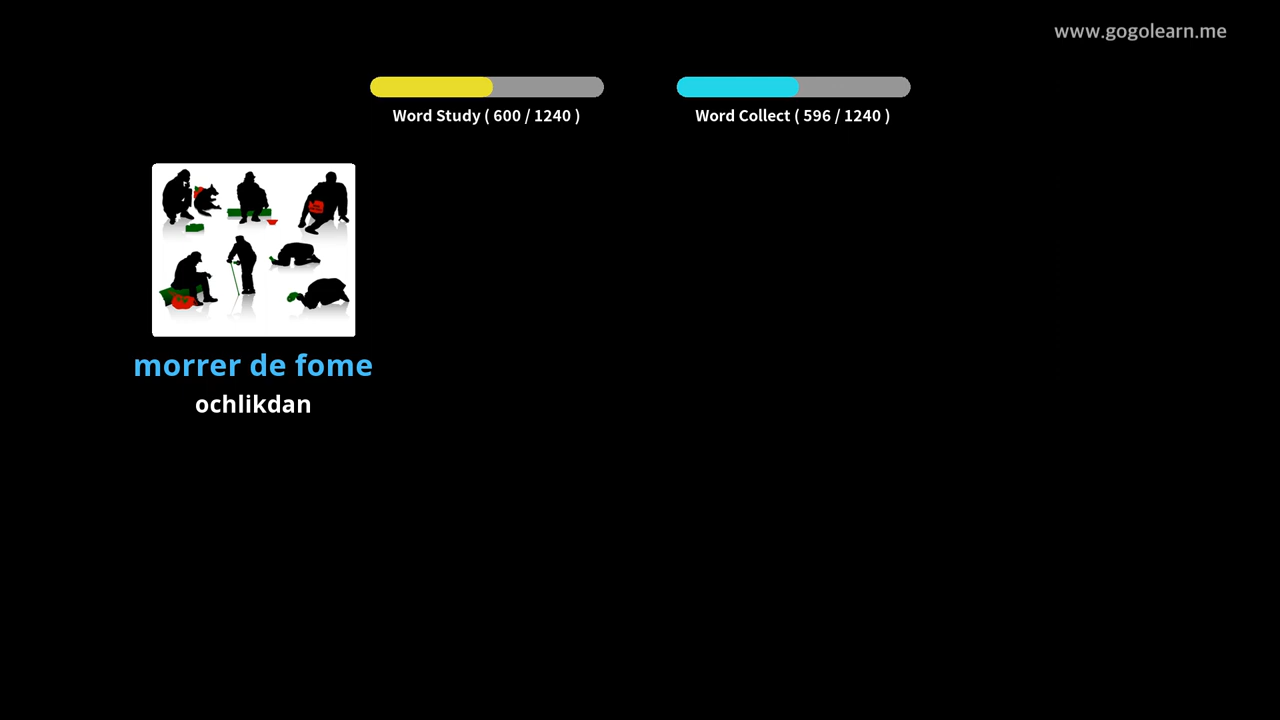 www.gogolearn.me
Word Study ( 600 / 1240 )
Word Collect ( 596 / 1240 )
morrer de fome
ochlikdan